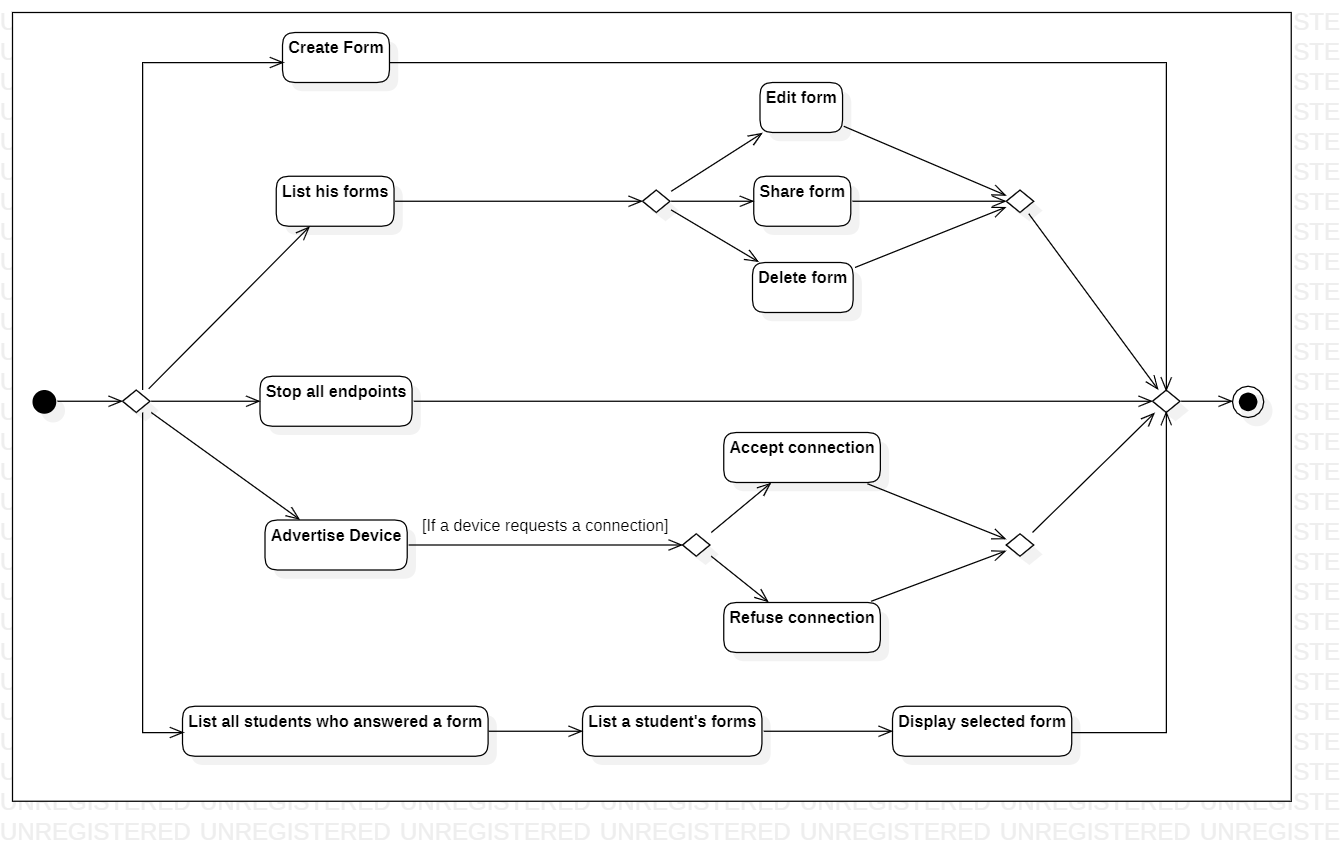 Create Form
Edit form
List his forms
Share form
Delete form
Stop all endpoints
Accept connection
[If a device requests a connection]
Advertise Device
Refuse connection
List all students who answered a form
List a student's forms
Display selected form
UNREGISTERED UNREGISTERED UNREGISTERED UNREGISTERED UNREGISTERED UNREGISTERED UNREGISTE